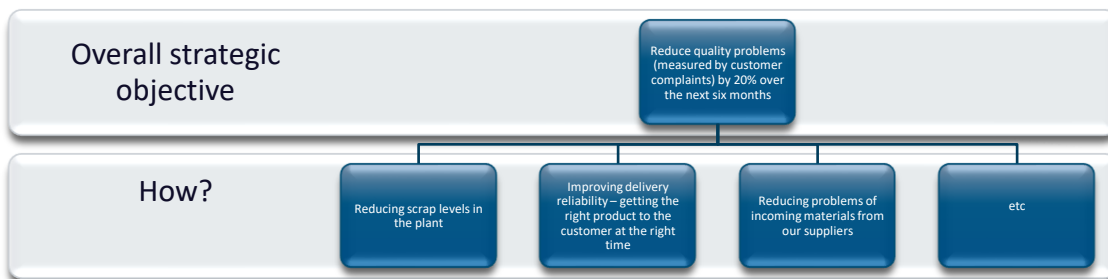 Overall strategic
objective
Reduce quality problems
(measured by customer
complaints) by 20% over
the next six months
How?
Reducing scrap levels in
the plant
Improving delivery
reliability – getting the
right product to the
customer at the right
time
Reducing problems of
incoming materials from
our suppliers
etc